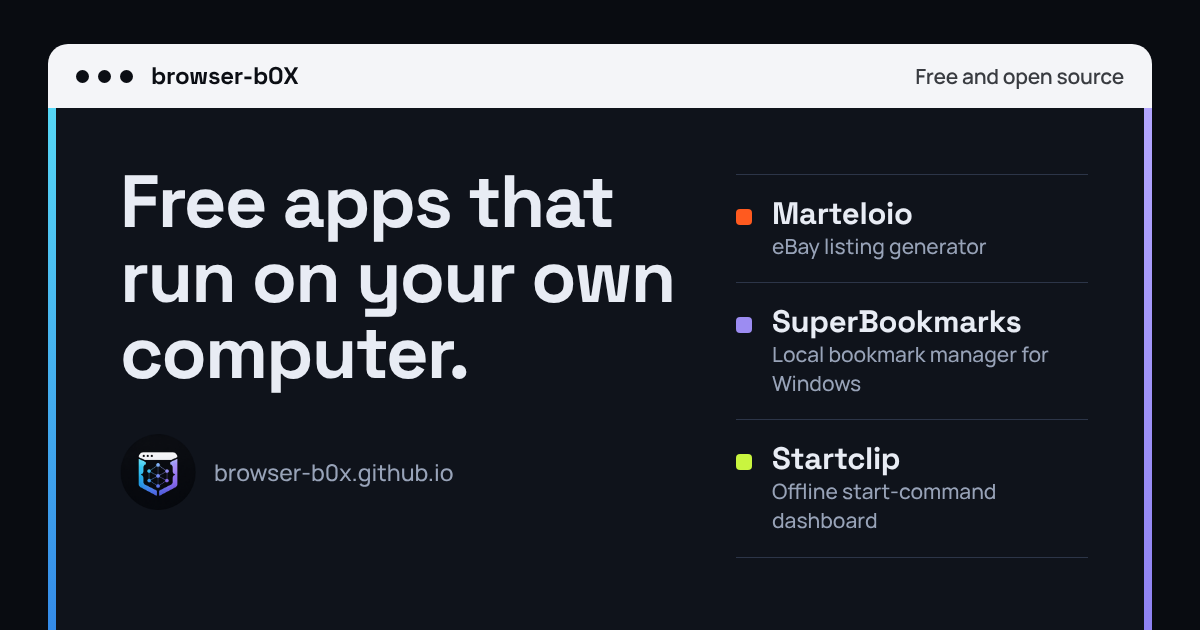 browser-b0X
Free and open source
Free apps that
run on your own
computer.
browser-b0x.github.io
Marteloio
eBay listing generator
SuperBookmarks
Local bookmark manager for
Windows
Startclip
Offline start-command
dashboard